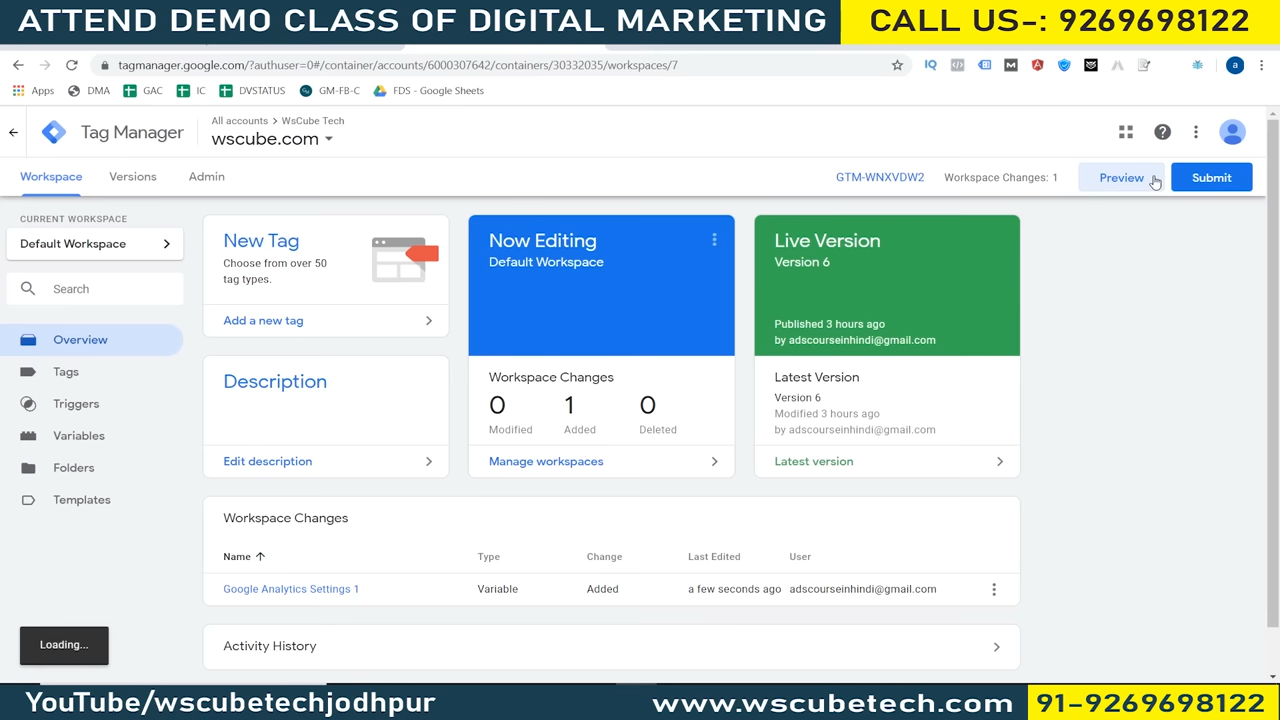 ATTEND DEMO CLASS OF DIGITAL MARKETING
CALL US-: 9269698122
tagmanager.google.com/?authuser=0#/container/accounts/6000307642/containers/30332035/workspaces/7
Apps
DMA
GAC
IC
DVSTATUS
GM-FB-C
FDS - Google Sheets
Tag Manager
All accounts > WsCube Tech
wscube.com
Workspace
Versions
Admin
GTM-WNXVDW2
Workspace Changes: 1
Preview
Submit
CURRENT WORKSPACE
Default Workspace
Search
Overview
Tags
Triggers
Variables
Folders
Templates
Loading...
New Tag
Choose from over 50
tag types.
Add a new tag
Description
Edit description
Now Editing
Default Workspace
Workspace Changes
0 1 0
Modified Added Deleted
Manage workspaces
Live Version
Version 6
Published 3 hours ago
by adscourseinhindi@gmail.com
Latest Version
Version 6
Modified 3 hours ago
by adscourseinhindi@gmail.com
Latest version
Workspace Changes
Name Type Change Last Edited User
Google Analytics Settings 1 Variable Added a few seconds ago adscourseinhindi@gmail.com
Activity History
YouTube/wscubetechjodhpur
www.wscubetech.com
91-9269698122